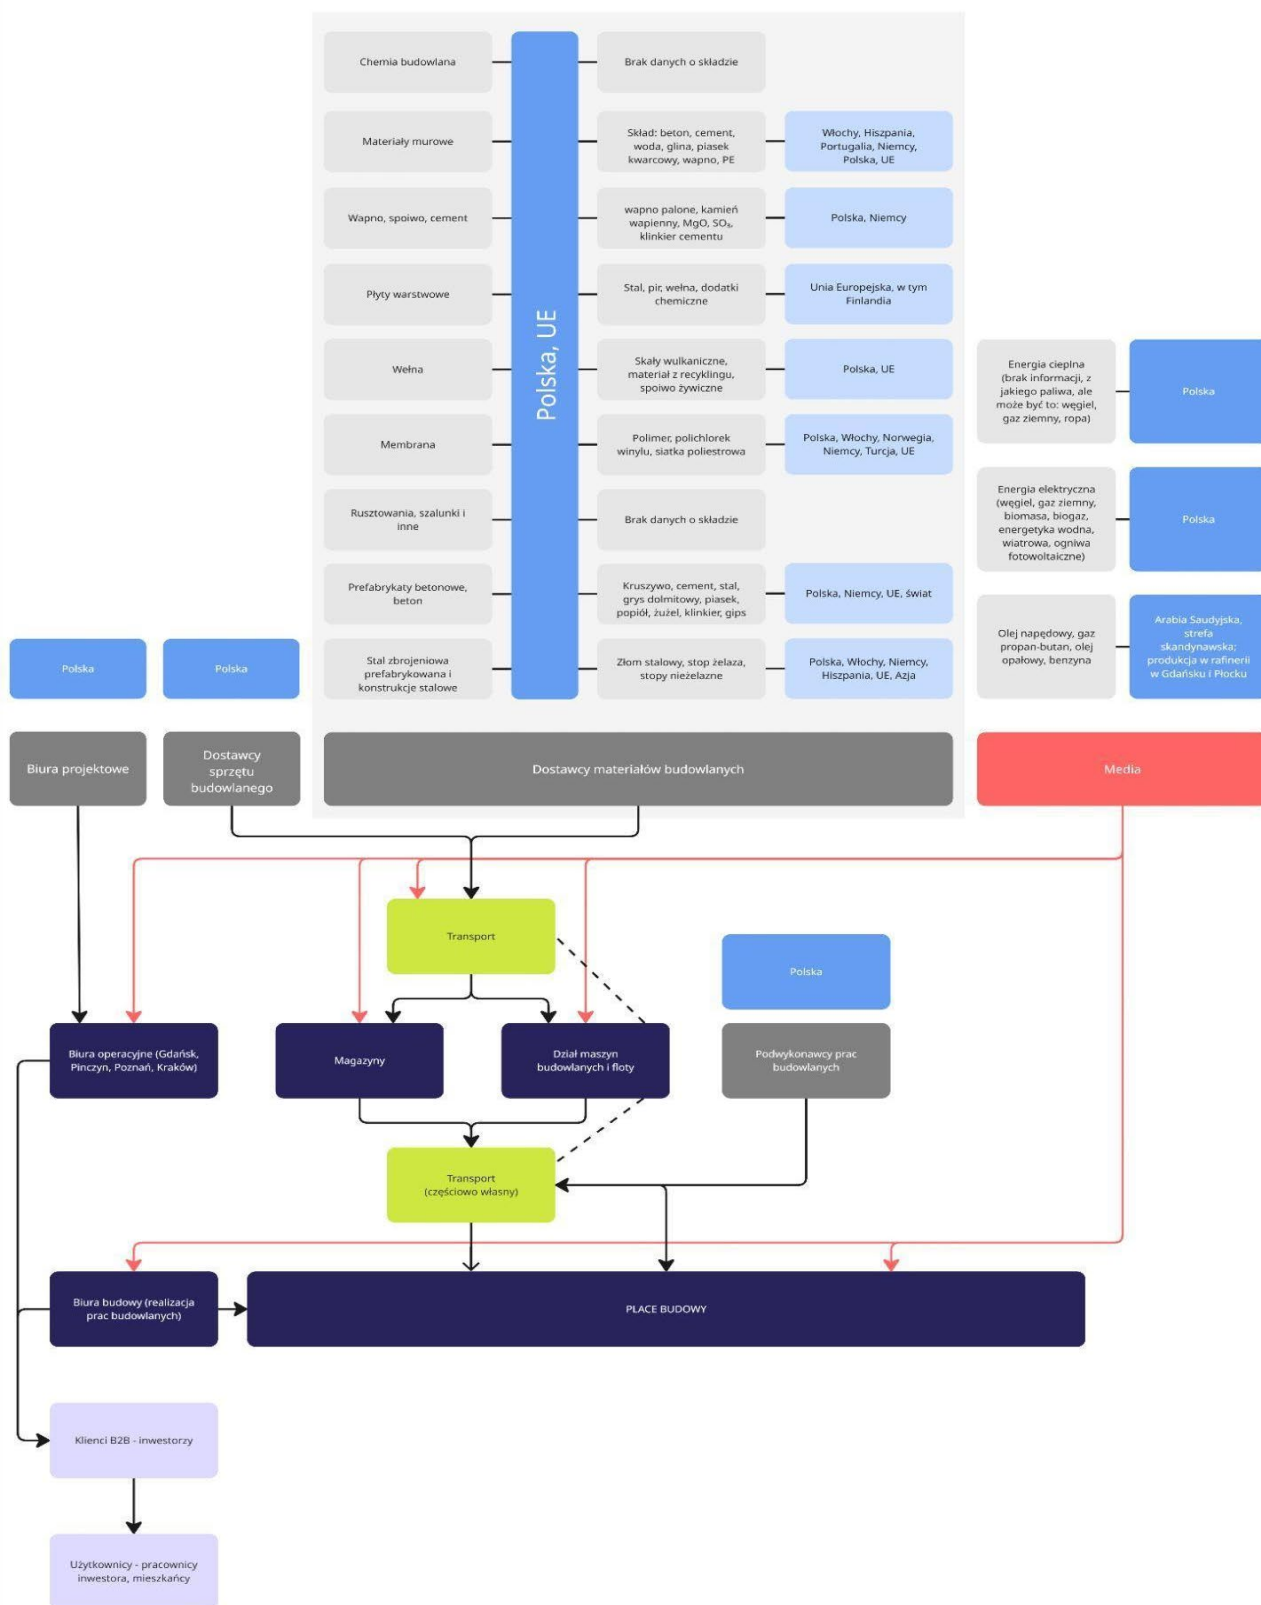 Chemia budowlana
Brak danych o składzie
Materiały murowe
Skład: beton, cement,
woda, glina, piasek
kwarcowy, wapno, PE
Włochy, Hiszpania,
Portugalia, Niemcy,
Polska, UE
Wapno, spoiwo, cement
wapno palone, kamień
wapienny, MgO, SO₃,
klinkier cementu
Polska, Niemcy
Płyty warstwowe
Stal, pir, wełna, dodatki
chemiczne
Unia Europejska, w tym
Finlandia
Polska, UE
Wełna
Skały wulkaniczne,
materiał z recyklingu,
spoiwo żywiczne
Polska, UE
Energia cieplna
(brak informacji, z
jakiego paliwa, ale
może być to: węgiel,
gaz ziemny, ropa)
Polska
Membrana
Polimer, polichlorek
winylu, siatka poliestrowa
Polska, Włochy, Norwegia,
Niemcy, Turcja, UE
Rusztowania, szalunki i
inne
Brak danych o składzie
Energia elektryczna
(węgiel, gaz ziemny,
biomasa, biogaz,
energetyka wodna,
wiatrowa, ogniwa
fotowoltaiczne)
Polska
Prefabrykaty betonowe,
beton
Kruszywo, cement, stal,
grys dolmitowy, piasek,
popiół, żużel, klinkier, gips
Polska, Niemcy, UE, świat
Polska
Polska
Stal zbrojeniowa
prefabrykowana i
konstrukcje stalowe
Złom stalowy, stop żelaza,
stopy nieżelazne
Polska, Włochy, Niemcy,
Hiszpania, UE, Azja
Olej napędowy, gaz
propan-butan, olej
opałowy, benzyna
Arabia Saudyjska,
strefa
skandynawska;
produkcja w rafinerii
w Gdańsku i Płocku
Biura projektowe
Dostawcy
sprzętu
budowlanego
Dostawcy materiałów budowlanych
Media
Transport
Polska
Biura operacyjne (Gdańsk,
Pinczyn, Poznań, Kraków)
Magazyny
Dział maszyn
budowlanych i floty
Podwykonawcy prac
budowlanych
Transport
(częściowo własny)
Biura budowy (realizacja
prac budowlanych)
PLACE BUDOWY
Klienci B2B - inwestorzy
Użytkownicy - pracownicy
inwestora, mieszkańcy